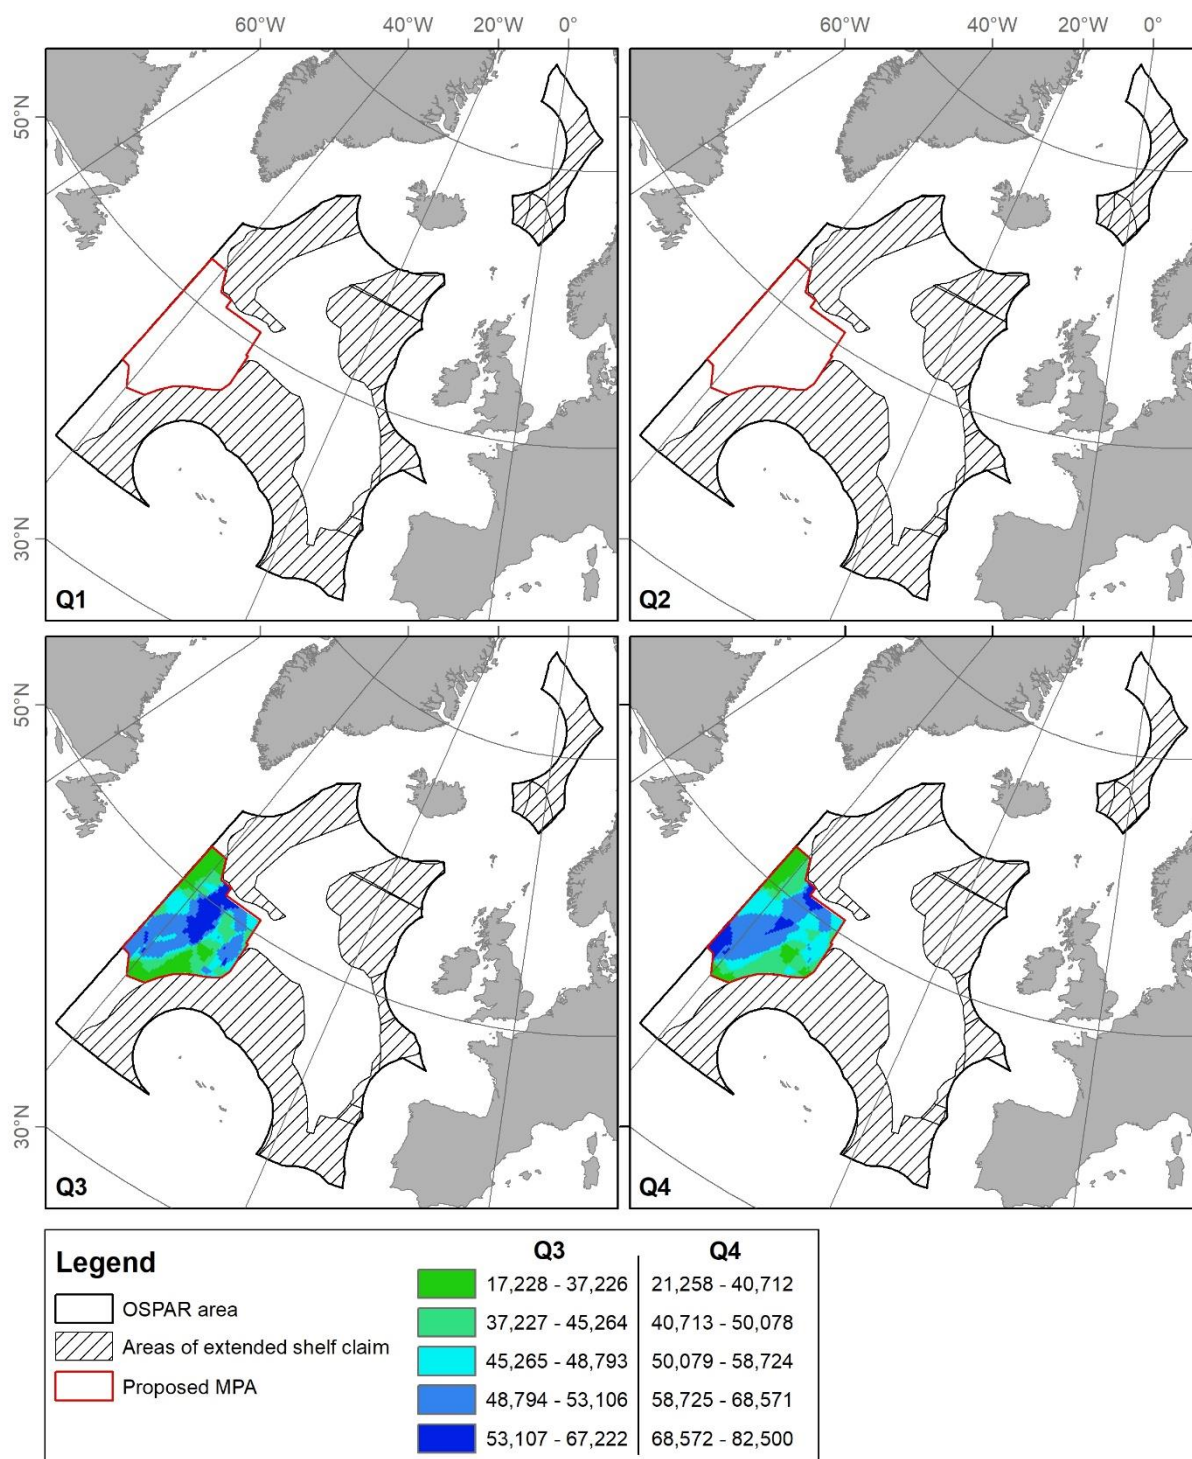 60°W 40°W 20°W 0° 60°W 40°W 20°W 0°
50°N
30°N
Q1 Q2
50°N
30°N
Q3 Q4
Legend
OSPAR area
Areas of extended shelf claim
Proposed MPA
Q3 Q4
17,228 - 37,226 21,258 - 40,712
37,227 - 45,264 40,713 - 50,078
45,265 - 48,793 50,079 - 58,724
48,794 - 53,106 58,725 - 68,571
53,107 - 67,222 68,572 - 82,500